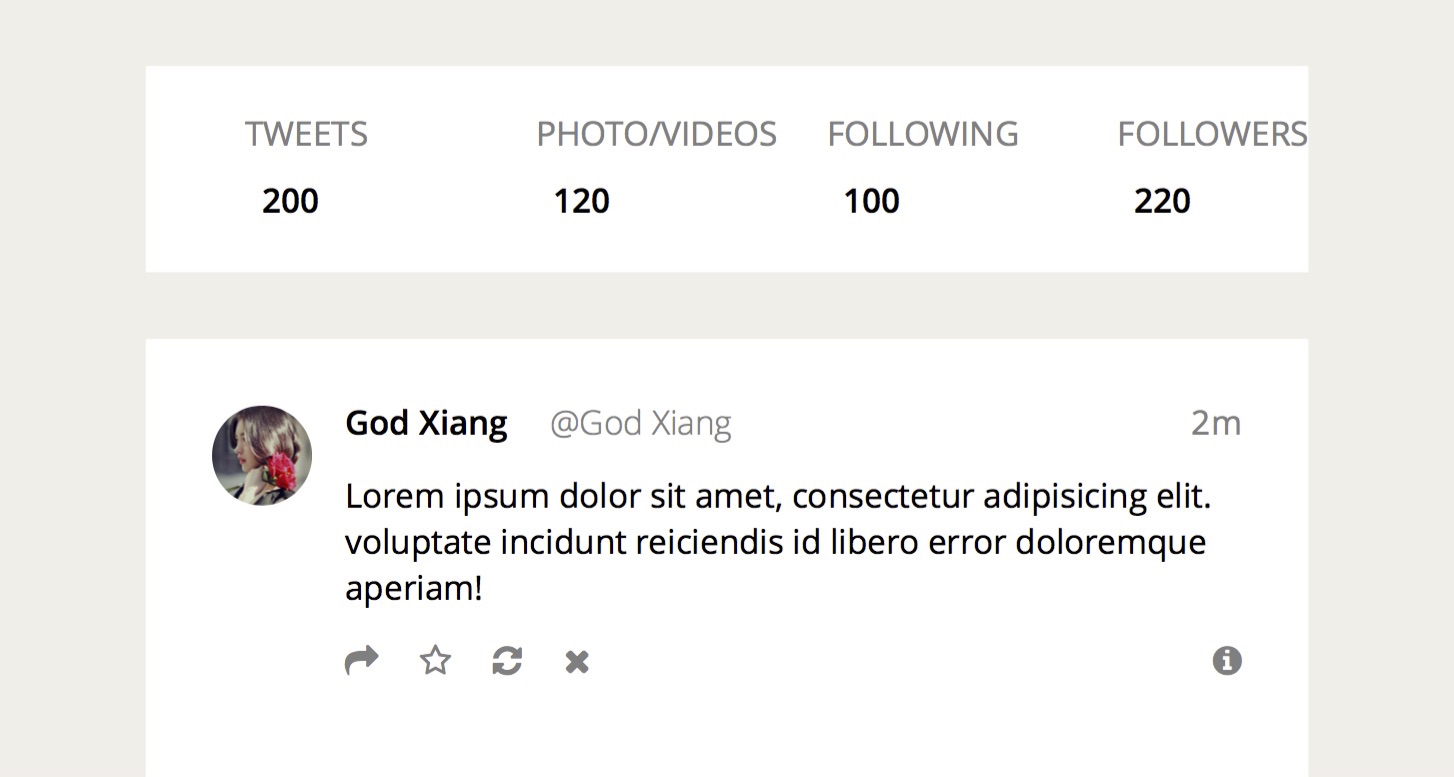 TWEETS PHOTO/VIDEOS FOLLOWING FOLLOWERS
200 120 100 220
God Xiang @God Xiang 2m
Lorem ipsum dolor sit amet, consectetur adipisicing elit.
voluptate incidunt reiciendis id libero error doloremque
aperiam!